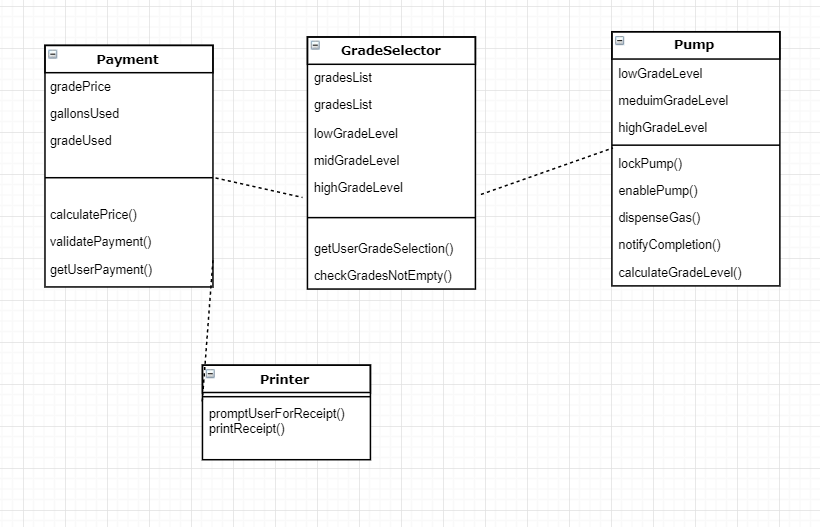 Payment
gradePrice
gallonsUsed
gradeUsed
calculatePrice()
validatePayment()
getUserPayment()
GradeSelector
gradesList
gradesList
lowGradeLevel
midGradeLevel
highGradeLevel
getUserGradeSelection()
checkGradesNotEmpty()
Pump
lowGradeLevel
meduimGradeLevel
highGradeLevel
lockPump()
enablePump()
dispenseGas()
notifyCompletion()
calculateGradeLevel()
Printer
promptUserForReceipt()
printReceipt()